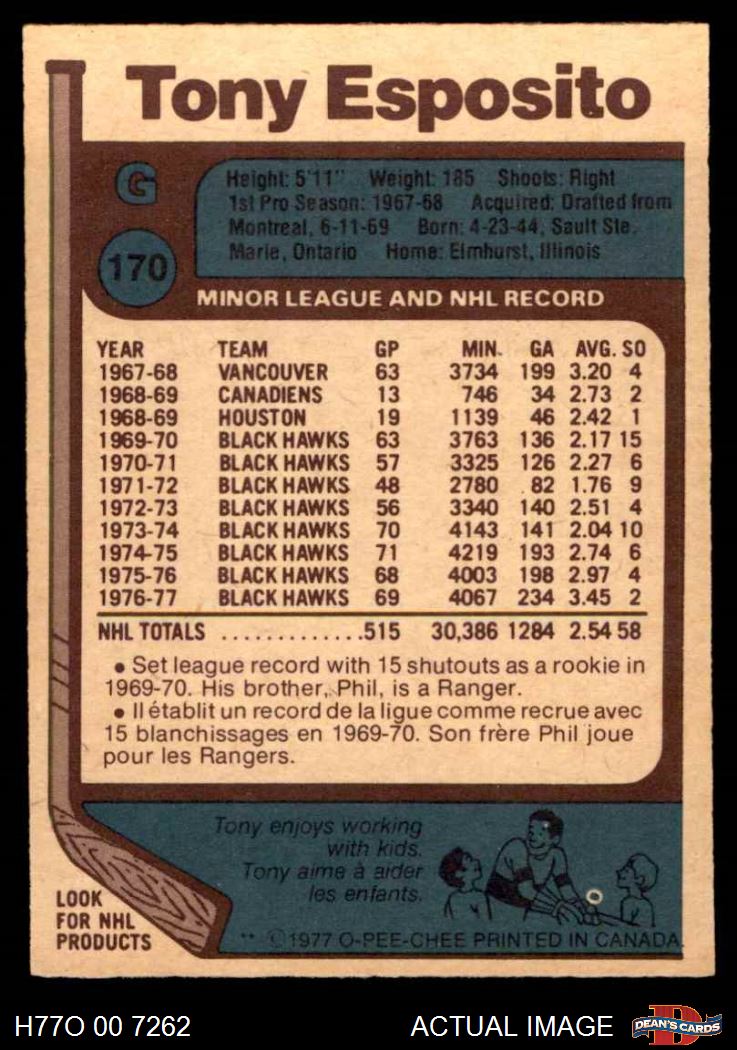 Tony Esposito
G
170
Height: 5'11" Weight: 185 Shoots: Right
1st Pro Season: 1967-68 Acquired: Drafted from
Montreal, 6-11-69 Born: 4-23-44, Sault Ste.
Marie, Ontario Home: Elmhurst, Illinois
MINOR LEAGUE AND NHL RECORD
YEAR TEAM GP MIN. GA AVG. SO
1967-68 VANCOUVER 63 3734 199 3.20 4
1968-69 CANADIENS 13 746 34 2.73 2
1968-69 HOUSTON 19 1139 46 2.42 1
1969-70 BLACK HAWKS 63 3763 136 2.17 15
1970-71 BLACK HAWKS 57 3325 126 2.27 6
1971-72 BLACK HAWKS 48 2780 82 1.76 9
1972-73 BLACK HAWKS 56 3340 140 2.51 4
1973-74 BLACK HAWKS 70 4143 141 2.04 10
1974-75 BLACK HAWKS 71 4219 193 2.74 6
1975-76 BLACK HAWKS 68 4003 198 2.97 4
1976-77 BLACK HAWKS 69 4067 234 3.45 2
NHL TOTALS .............515 30,386 1284 2.54 58
• Set league record with 15 shutouts as a rookie in
1969-70. His brother, Phil, is a Ranger.
• Il établit un record de la ligue comme recrue avec
15 blanchissages en 1969-70. Son frère Phil joue
pour les Rangers.
Tony enjoys working
with kids.
Tony aime à aider
les enfants.
LOOK
FOR NHL
PRODUCTS
** ©1977 O-PEE-CHEE PRINTED IN CANADA.
H77O 00 7262
ACTUAL IMAGE
D
DEAN'S CARDS